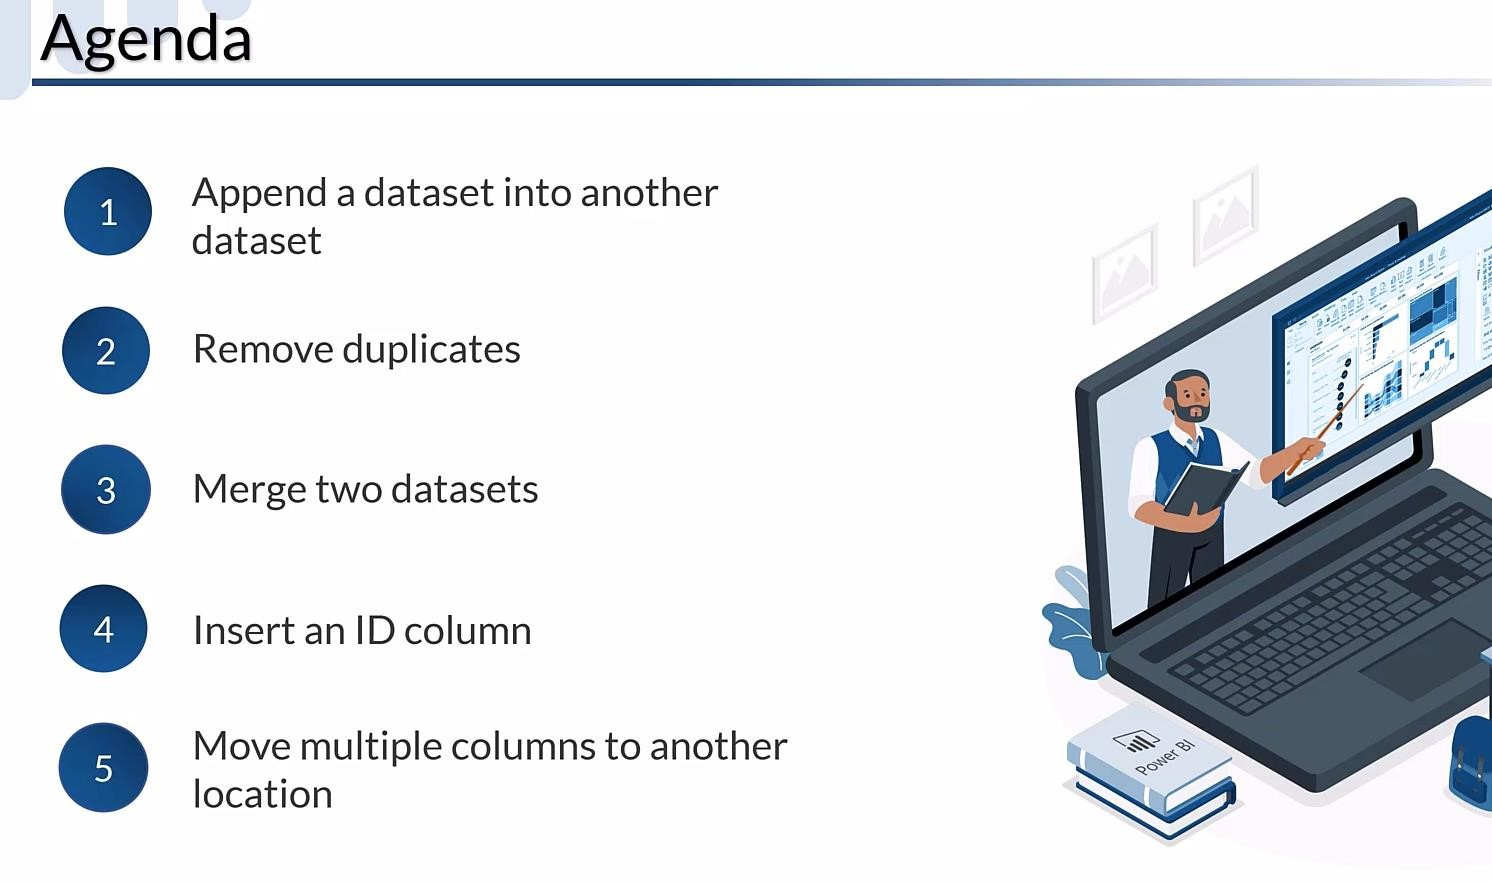 Agenda
1
Append a dataset into another
dataset
2
Remove duplicates
3
Merge two datasets
4
Insert an ID column
5
Move multiple columns to another
location
Power BI